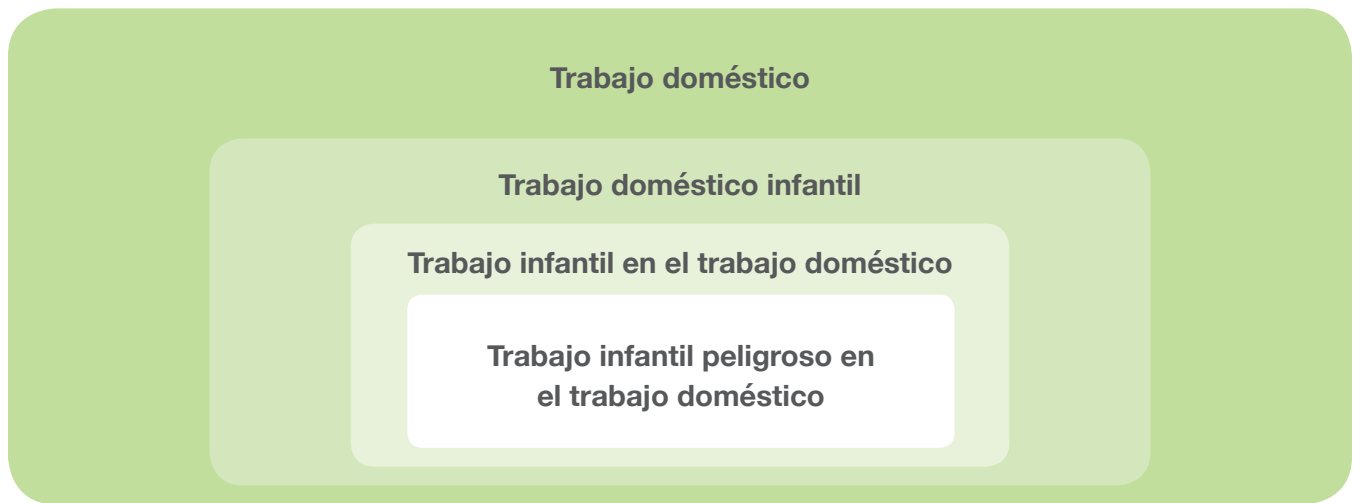 Trabajo doméstico
Trabajo doméstico infantil
Trabajo infantil en el trabajo doméstico
Trabajo infantil peligroso en
el trabajo doméstico